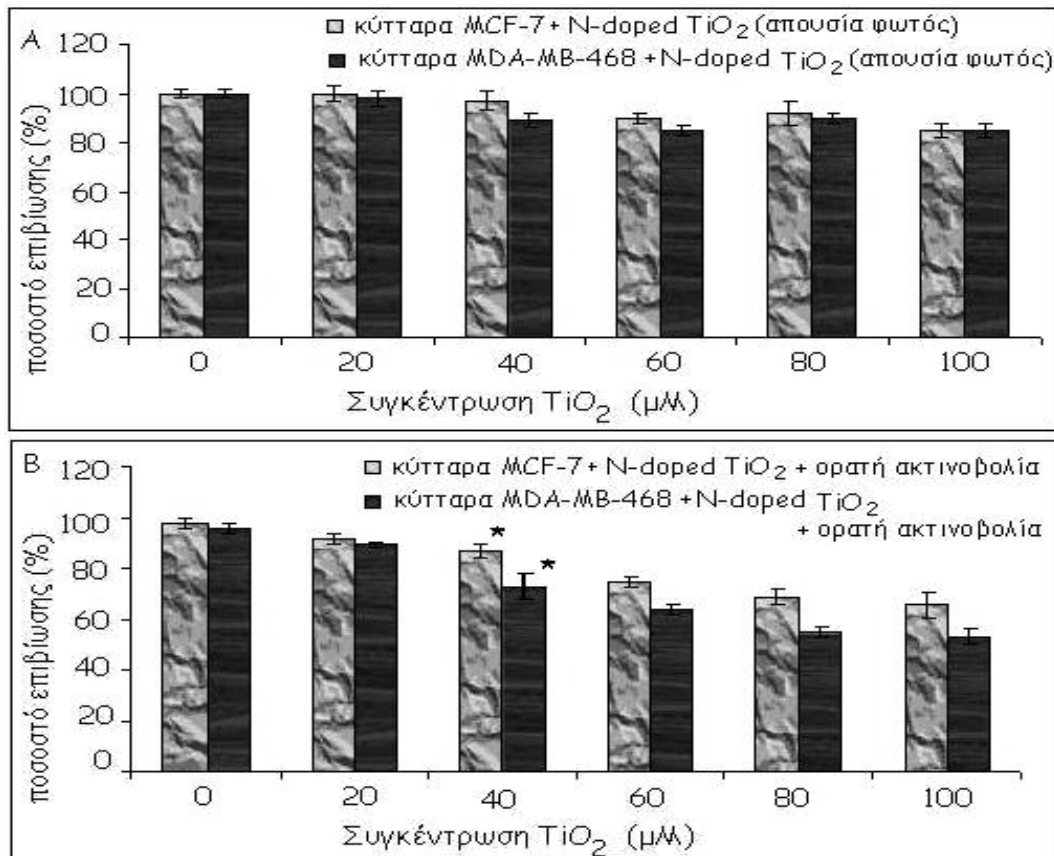 A
κύτταρα MCF-7 + N-doped TiO2 (απουσία φωτός)
κύτταρα MDA-MB-468 +N-doped TiO2 (απουσία φωτός)
ποσοστό επιβίωσης (%)
120
100
80
60
40
20
0
0 20 40 60 80 100
Συγκέντρωση TiO2 (μM)
B
κύτταρα MCF-7 + N-doped TiO2 + ορατή ακτινοβολία
κύτταρα MDA-MB-468 +N-doped TiO2
+ ορατή ακτινοβολία
ποσοστό επιβίωσης (%)
120
100
80
60
40
20
0
* *
0 20 40 60 80 100
Συγκέντρωση TiO2 (μM)